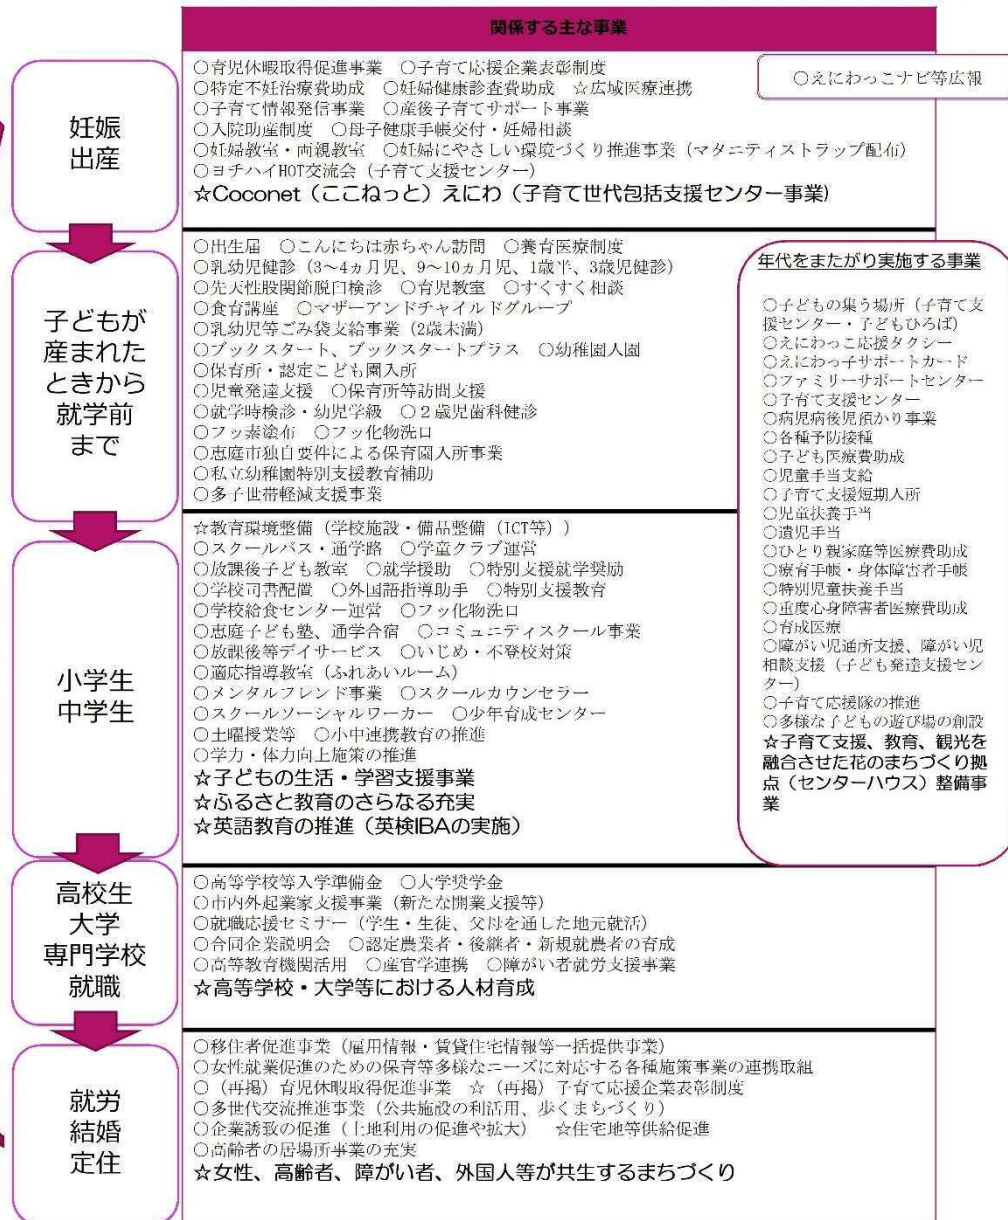 関係する主な事業
妊娠
出産
○育児休暇取得促進事業　○子育て応援企業表彰制度
○特定不妊治療費助成　○妊婦健康診査費助成　☆広域医療連携
○子育て情報発信事業　○産後子育てサポート事業
○入院助産制度　○母子健康手帳交付・妊婦相談
○妊婦教室・両親教室　○妊婦にやさしい環境づくり推進事業（マタニティストラップ配布）
○ヨチハイHOT交流会（子育て支援センター）
☆Coconet（ここねっと）えにわ（子育て世代包括支援センター事業）
○えにわっこナビ等広報
子どもが
産まれた
ときから
就学前
まで
○出生届　○こんにちは赤ちゃん訪問　○養育医療制度
○乳幼児健診（3～4ヵ月児、9～10ヵ月児、1歳半、3歳児健診）
○先天性股関節脱臼検診　○育児教室　○すくすく相談
○食育講座　○マザーアンドチャイルドグループ
○乳幼児等ごみ袋支給事業（2歳未満）
○ブックスタート、ブックスタートプラス　○幼稚園入園
○保育所・認定こども園入所
○児童発達支援　○保育所等訪問支援
○就学時検診・幼児学級　○２歳児歯科健診
○フッ素塗布　○フッ化物洗口
○恵庭市独自要件による保育園入所事業
○私立幼稚園特別支援教育補助
○多子世帯軽減支援事業
小学生
中学生
☆教育環境整備（学校施設・備品整備（ICT等））
○スクールバス・通学路　○学童クラブ運営
○放課後子ども教室　○就学援助　○特別支援就学奨励
○学校司書配置　○外国語指導助手　○特別支援教育
○学校給食センター運営　○フッ化物洗口
○恵庭子ども塾、通学合宿　○コミュニティスクール事業
○放課後等デイサービス　○いじめ・不登校対策
○適応指導教室（ふれあいルーム）
○メンタルフレンド事業　○スクールカウンセラー
○スクールソーシャルワーカー　○少年育成センター
○土曜授業等　○小中連携教育の推進
○学力・体力向上施策の推進
☆子どもの生活・学習支援事業
☆ふるさと教育のさらなる充実
☆英語教育の推進（英検IBAの実施）
年代をまたがり実施する事業
○子どもの集う場所（子育て支
援センター・子どもひろば）
○えにわっこ応援タクシー
○えにわっ子サポートカード
○ファミリーサポートセンター
○子育て支援センター
○病児病後児預かり事業
○各種予防接種
○子ども医療費助成
○児童手当支給
○子育て支援短期入所
○児童扶養手当
○遺児手当
○ひとり親家庭等医療費助成
○療育手帳・身体障害者手帳
○特別児童扶養手当
○重度心身障害者医療費助成
○育成医療
○障がい児通所支援、障がい児
相談支援（子ども発達支援セン
ター）
○子育て応援隊の推進
○多様な子どもの遊び場の創設
☆子育て支援、教育、観光を
融合させた花のまちづくり拠
点（センターハウス）整備事
業
高校生
大学
専門学校
就職
○高等学校等入学準備金　○大学奨学金
○市内外起業家支援事業（新たな開業支援等）
○就職応援セミナー（学生・生徒、父母を通した地元就活）
○合同企業説明会　○認定農業者・後継者・新規就農者の育成
○高等教育機関活用　○産官学連携　○障がい者就労支援事業
☆高等学校・大学等における人材育成
就労
結婚
定住
○移住者促進事業（雇用情報・賃貸住宅情報等一括提供事業）
○女性就業促進のための保育等多様なニーズに対応する各種施策事業の連携取組
○（再掲）育児休暇取得促進事業　☆（再掲）子育て応援企業表彰制度
○多世代交流推進事業（公共施設の利活用、歩くまちづくり）
○企業誘致の促進（土地利用の促進や拡大）　☆住宅地等供給促進
○高齢者の居場所事業の充実
☆女性、高齢者、障がい者、外国人等が共生するまちづくり